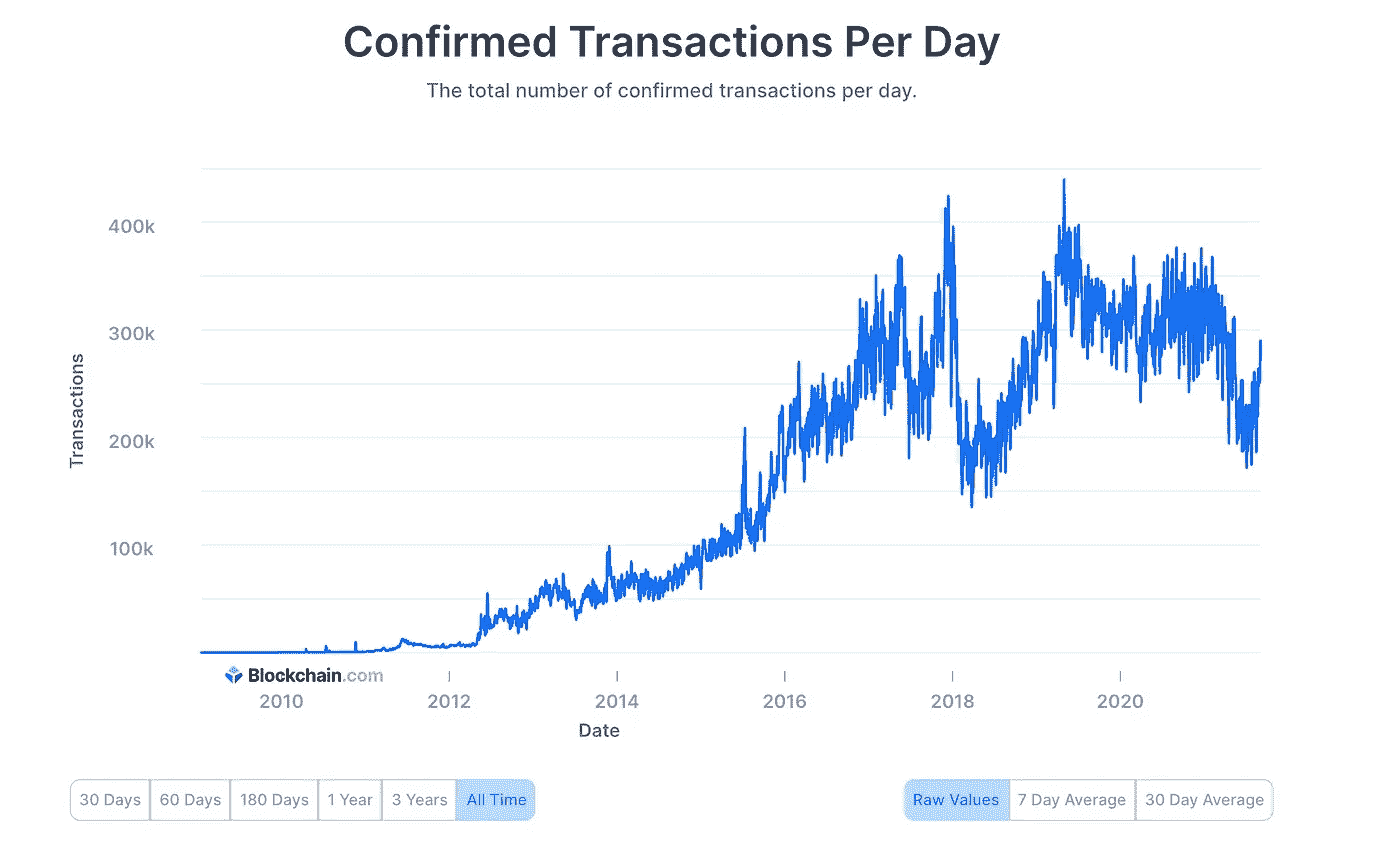 Confirmed Transactions Per Day
The total number of confirmed transactions per day.
400k
300k
200k
100k
Transactions
Blockchain.com
2010 2012 2014 2016 2018 2020
Date
30 Days 60 Days 180 Days 1 Year 3 Years All Time
Raw Values 7 Day Average 30 Day Average